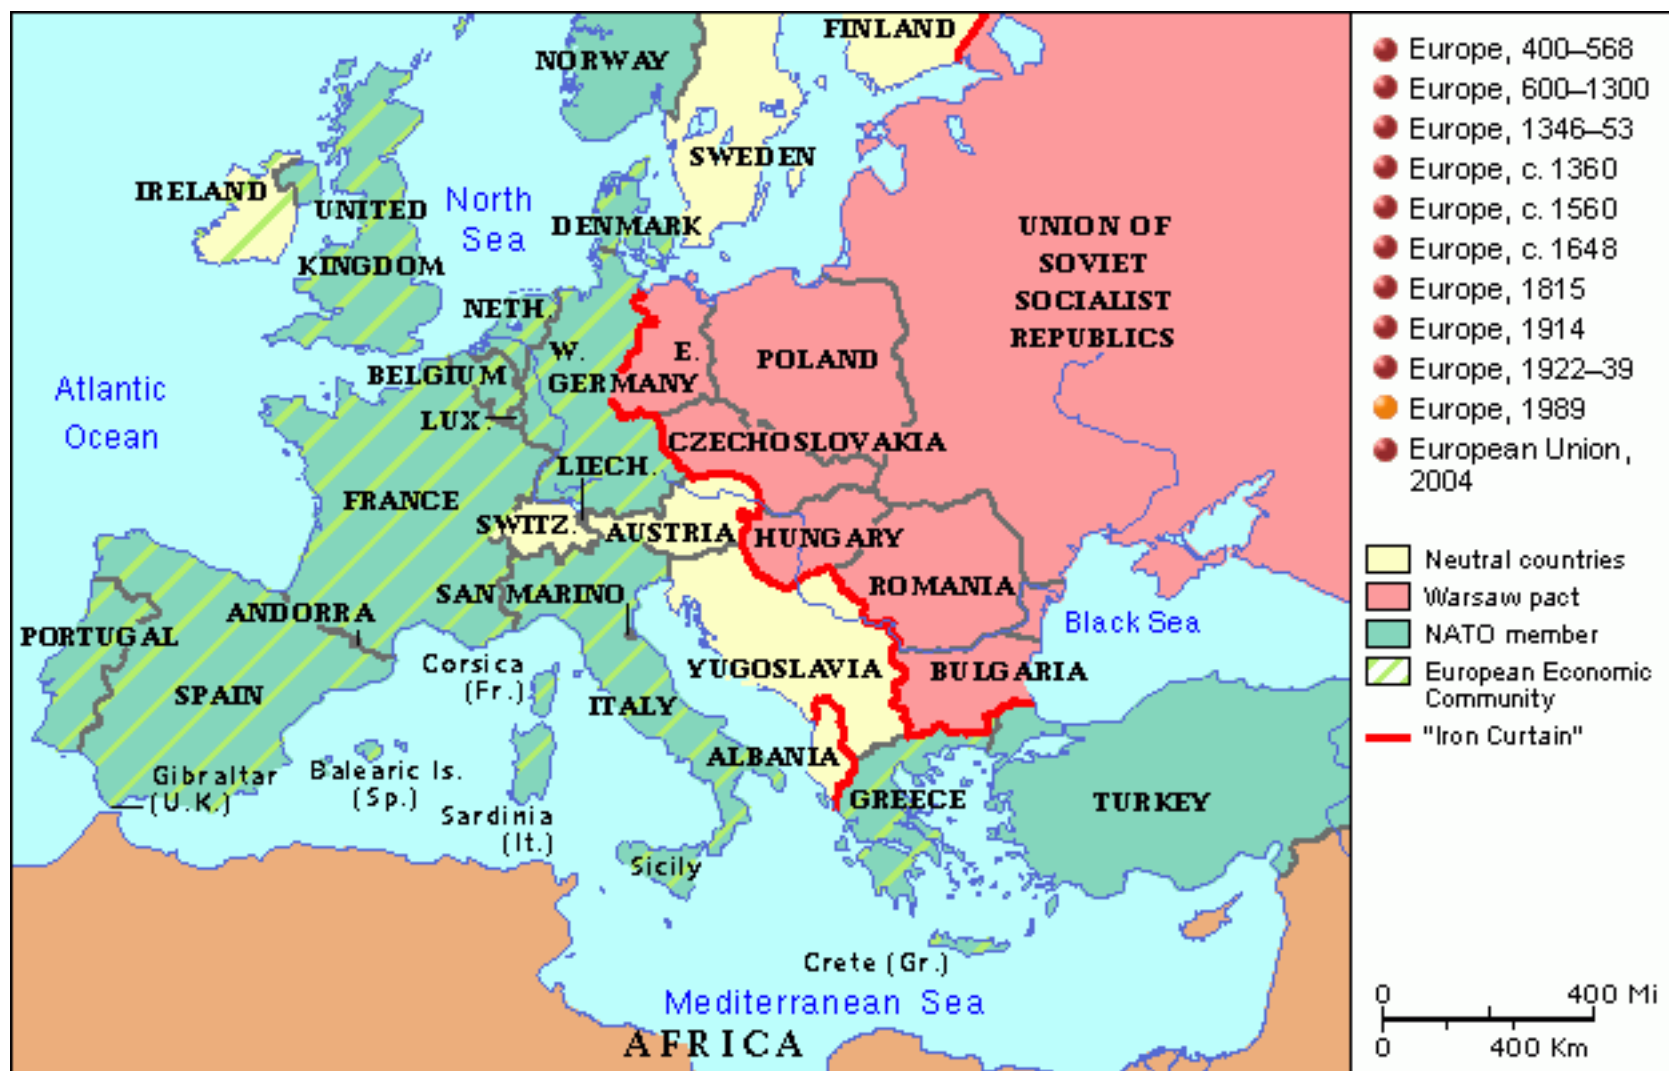 FINLAND
NORWAY
SWEDEN
IRELAND
UNITED
KINGDOM
North
Sea
DENMARK
UNION OF
SOVIET
SOCIALIST
REPUBLICS
NETH.
W.
GERMANY
E.
POLAND
BELGIUM
LUX.
Atlantic
Ocean
CZECHOSLOVAKIA
LIECH.
FRANCE
SWITZ.
AUSTRIA
HUNGARY
SAN MARINO
ROMANIA
ANDORRA
PORTUGAL
SPAIN
Black Sea
Corsica
(Fr.)
YUGOSLAVIA
BULGARIA
ITALY
ALBANIA
Gibraltar
(U.K.)
Balearic Is.
(Sp.)
Sardinia
(It.)
GREECE
TURKEY
Sicily
Crete (Gr.)
Mediterranean Sea
AFRICA
Europe, 400–568
Europe, 600–1300
Europe, 1346–53
Europe, c. 1360
Europe, c. 1560
Europe, c. 1648
Europe, 1815
Europe, 1914
Europe, 1922–39
Europe, 1989
European Union,
2004
Neutral countries
Warsaw pact
NATO member
European Economic
Community
"Iron Curtain"
0 400 Mi
0 400 Km